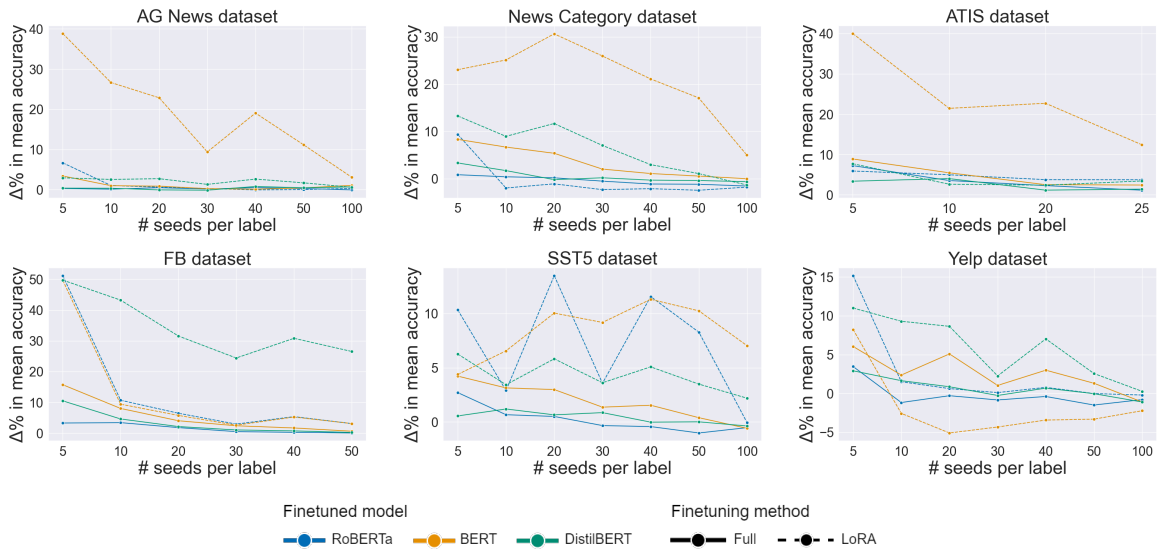 AG News dataset
Δ% in mean accuracy
40
30
20
10
0
5 10 20 30 40 50 100
# seeds per label
News Category dataset
Δ% in mean accuracy
30
20
10
0
5 10 20 30 40 50 100
# seeds per label
ATIS dataset
Δ% in mean accuracy
40
30
20
10
0
5 10 20 25
# seeds per label
FB dataset
Δ% in mean accuracy
50
40
30
20
10
0
5 10 20 30 40 50
# seeds per label
SST5 dataset
Δ% in mean accuracy
10
5
0
5 10 20 30 40 50 100
# seeds per label
Yelp dataset
Δ% in mean accuracy
15
10
5
0
−5
5 10 20 30 40 50 100
# seeds per label
Finetuned model
RoBERTa BERT DistilBERT
Finetuning method
Full LoRA